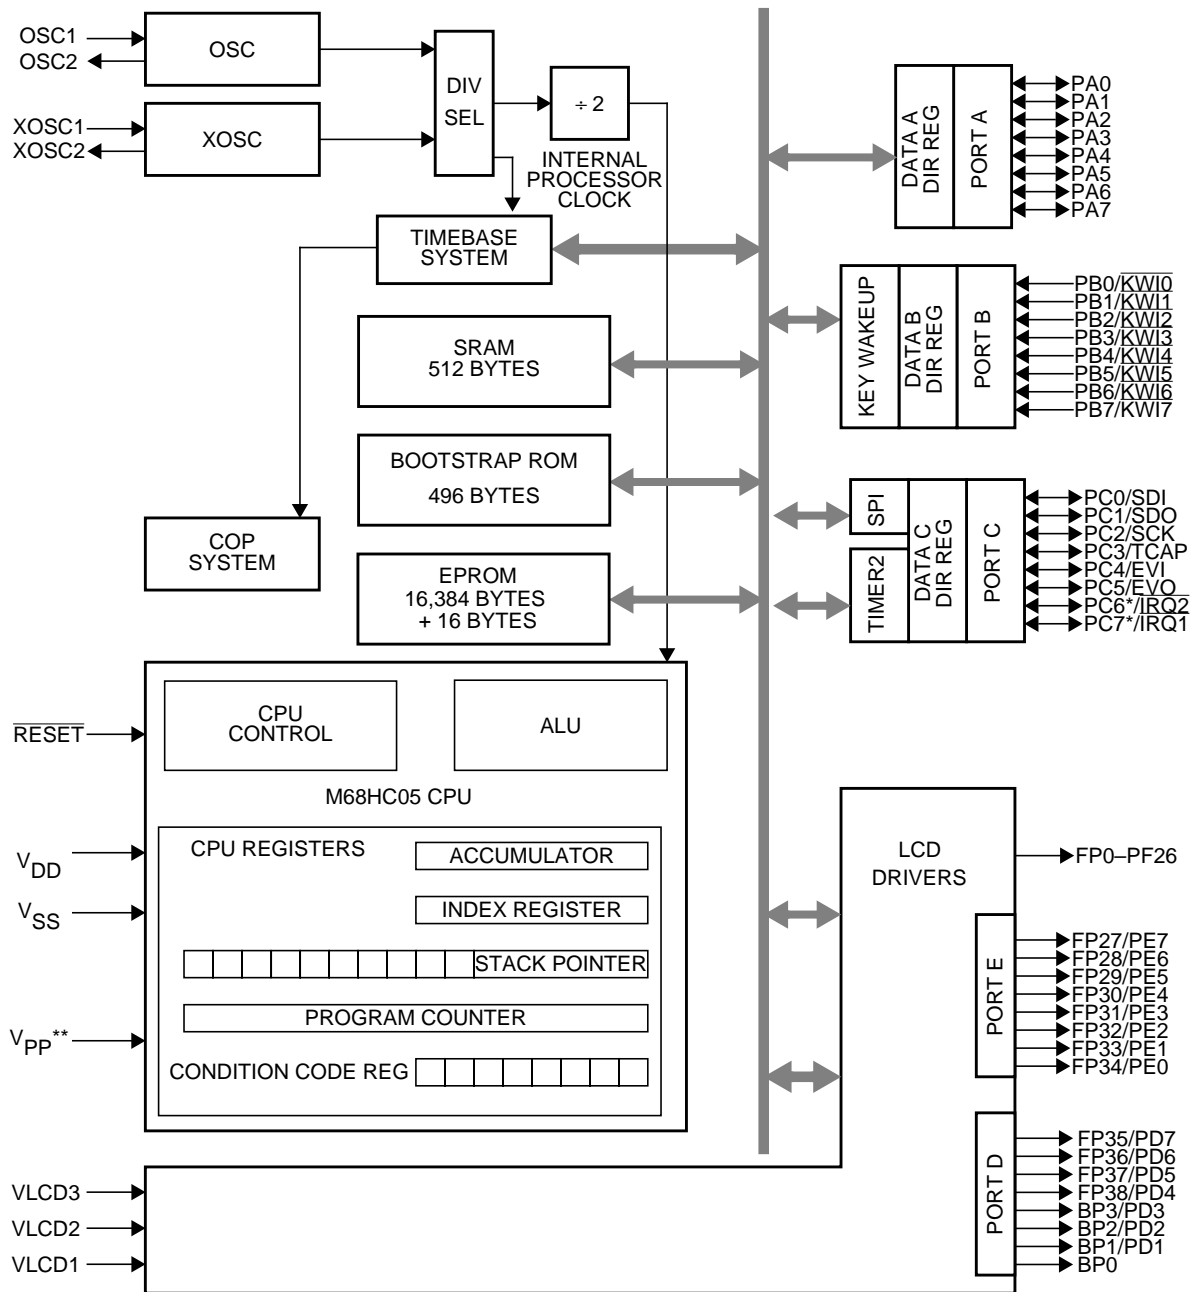 OSC1
OSC2
OSC
XOSC1
XOSC2
XOSC
DIV
SEL
÷ 2
INTERNAL
PROCESSOR
CLOCK
TIMEBASE
SYSTEM
SRAM
512 BYTES
BOOTSTRAP ROM
496 BYTES
COP
SYSTEM
EPROM
16,384 BYTES
+ 16 BYTES
DATA A
DIR REG
PORT A
PA0
PA1
PA2
PA3
PA4
PA5
PA6
PA7
KEY WAKEUP
DATA B
DIR REG
PORT B
PB0/KWI0
PB1/KWI1
PB2/KWI2
PB3/KWI3
PB4/KWI4
PB5/KWI5
PB6/KWI6
PB7/KWI7
SPI
TIMER2
DATA C
DIR REG
PORT C
PC0/SDI
PC1/SDO
PC2/SCK
PC3/TCAP
PC4/EVI
PC5/EVO
PC6*/IRQ2
PC7*/IRQ1
RESET
VDD
VSS
VPP**
CPU
CONTROL
ALU
M68HC05 CPU
CPU REGISTERS
ACCUMULATOR
INDEX REGISTER
STACK POINTER
PROGRAM COUNTER
CONDITION CODE REG
LCD
DRIVERS
FP0–PF26
PORT E
FP27/PE7
FP28/PE6
FP29/PE5
FP30/PE4
FP31/PE3
FP32/PE2
FP33/PE1
FP34/PE0
PORT D
FP35/PD7
FP36/PD6
FP37/PD5
FP38/PD4
BP3/PD3
BP2/PD2
BP1/PD1
BP0
VLCD3
VLCD2
VLCD1